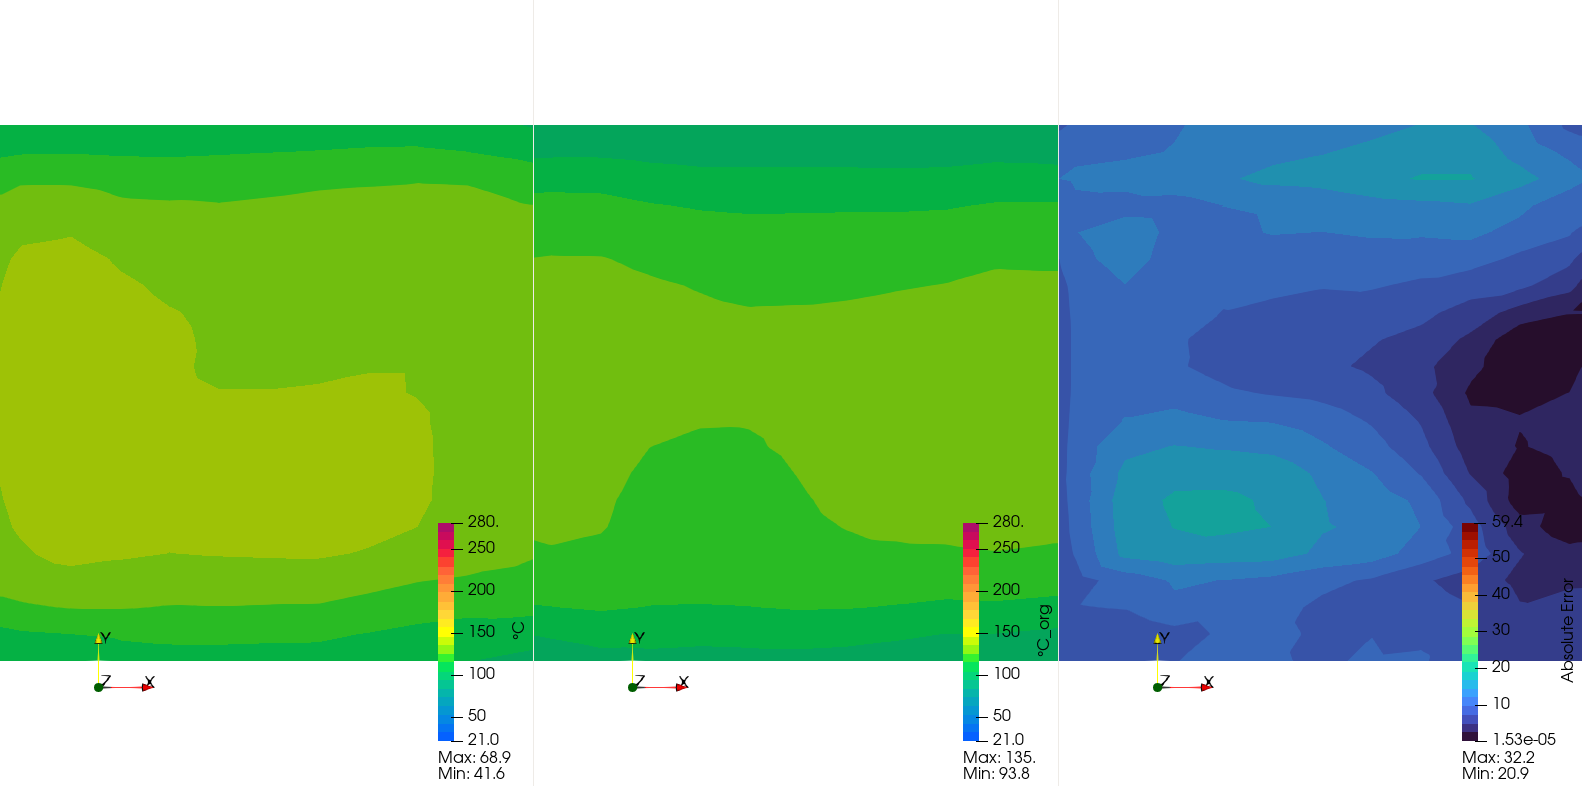 280.
250
200
150
100
50
21.0
°C
Max: 68.9
Min: 41.6
Y
Z
X
280.
250
200
150
100
50
21.0
°C_org
Max: 135.
Min: 93.8
Y
Z
X
59.4
50
40
30
20
10
1.53e-05
Absolute Error
Max: 32.2
Min: 20.9
Y
Z
X